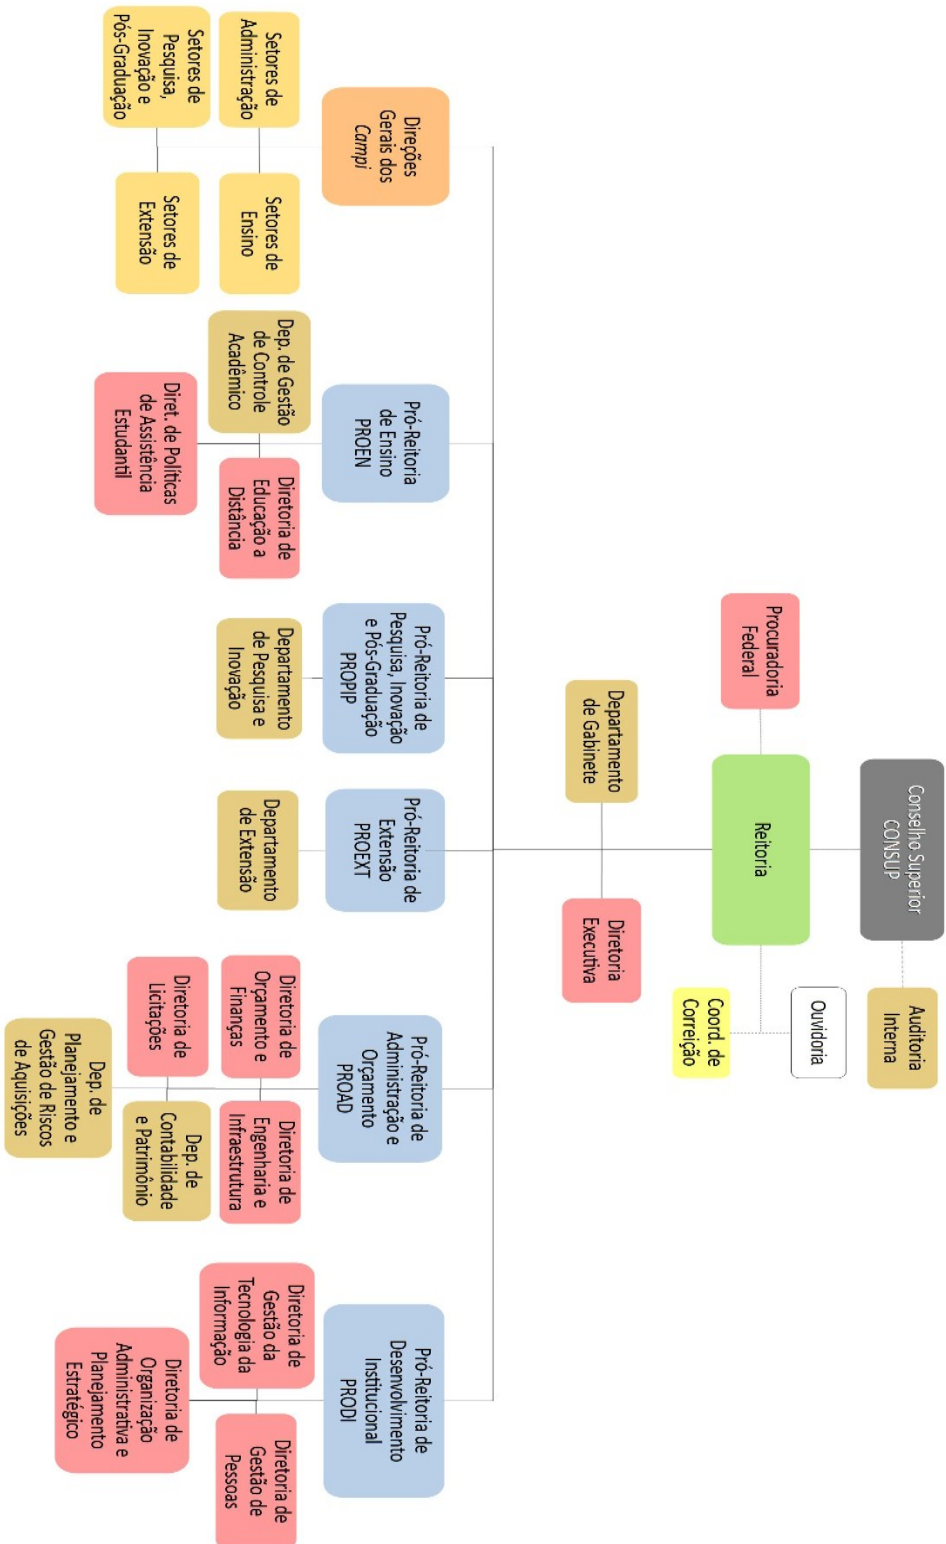 Conselho Superior
CONSUP
Auditoria
Interna
Procuradoria
Federal
Reitoria
Ouvidoria
Coord. de
Correição
Departamento
de Gabinete
Diretoria
Executiva
Direções
Gerais dos
Campi
Setores de
Administração
Setores de
Ensino
Setores de
Pesquisa,
Inovação e
Pós-Graduação
Setores de
Extensão
Pró-Reitoria
de Ensino
PROEN
Dep. de Gestão
de Controle
Acadêmico
Diretoria de
Educação a
Distância
Diret. de Políticas
de Assistência
Estudantil
Pró-Reitoria de
Pesquisa, Inovação
e Pós-Graduação
PROPIP
Departamento
de Pesquisa e
Inovação
Pró-Reitoria de
Extensão
PROEXT
Departamento
de Extensão
Pró-Reitoria de
Administração e
Orçamento
PROAD
Diretoria de
Orçamento e
Finanças
Diretoria de
Engenharia e
Infraestrutura
Diretoria de
Licitações
Dep. de
Contabilidade
e Patrimônio
Dep. de
Planejamento e
Gestão de Riscos
de Aquisições
Pró-Reitoria de
Desenvolvimento
Institucional
PRODI
Diretoria de
Gestão da
Tecnologia da
Informação
Diretoria de
Gestão de
Pessoas
Diretoria de
Organização
Administrativa e
Planejamento
Estratégico